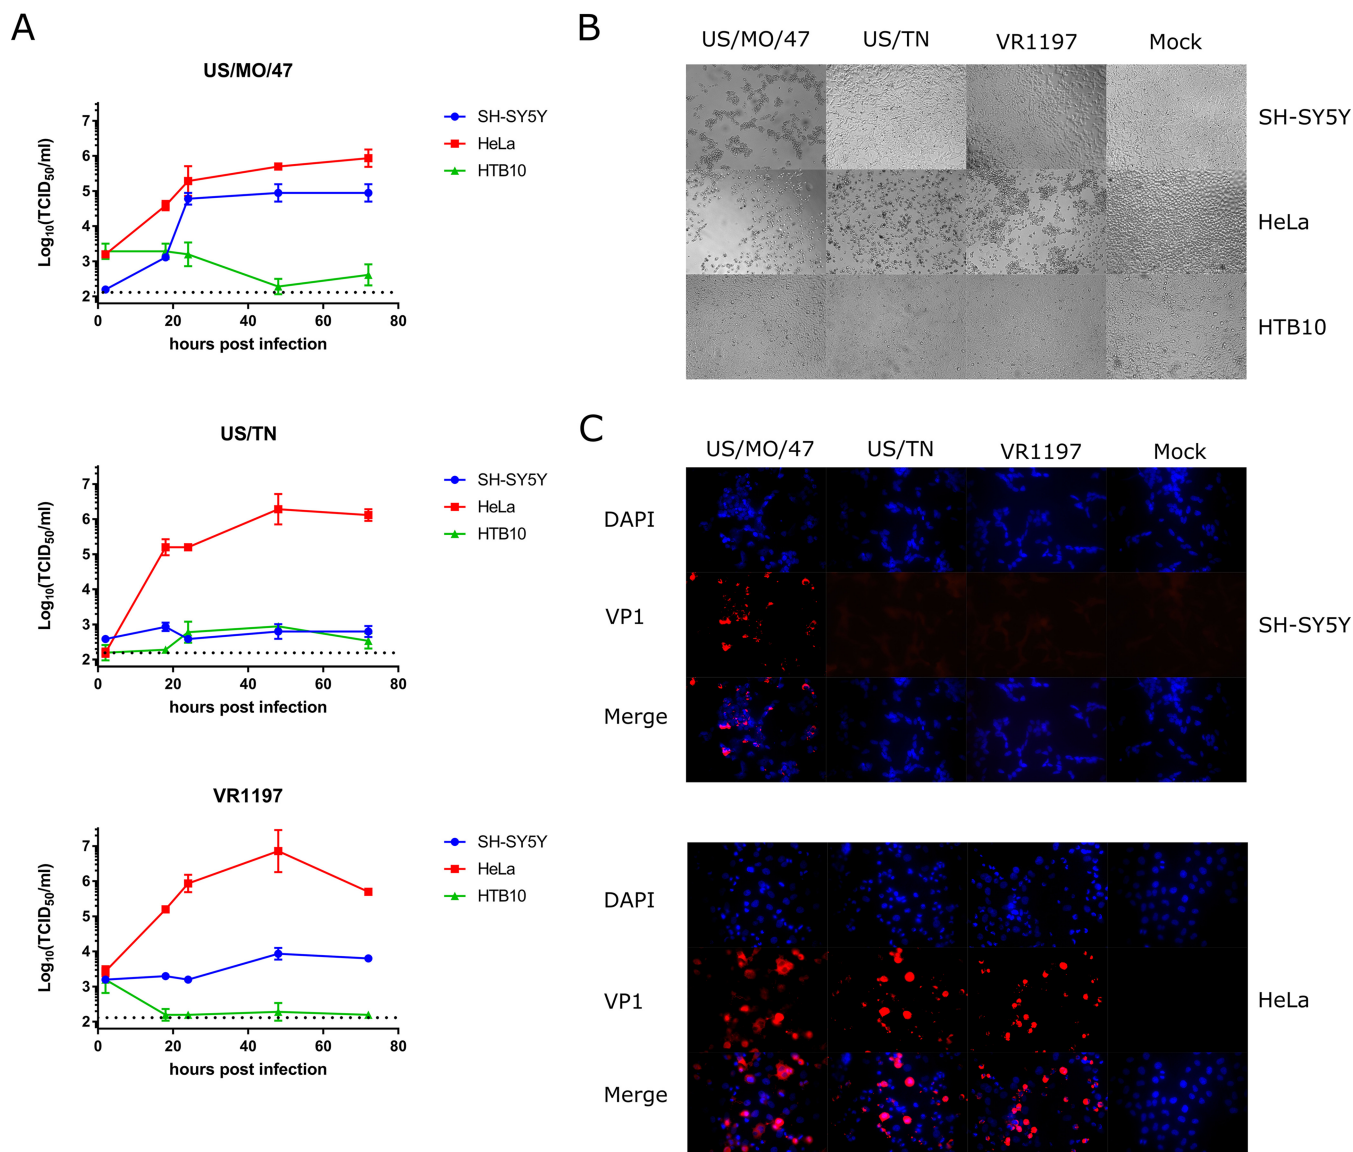 A
US/MO/47
Log10(TCID50/ml)
7
6
5
4
3
2
0 20 40 60 80
hours post infection
SH-SY5Y
HeLa
HTB10
US/TN
Log10(TCID50/ml)
7
6
5
4
3
2
0 20 40 60 80
hours post infection
SH-SY5Y
HeLa
HTB10
VR1197
Log10(TCID50/ml)
7
6
5
4
3
2
0 20 40 60 80
hours post infection
SH-SY5Y
HeLa
HTB10
B
US/MO/47 US/TN VR1197 Mock
SH-SY5Y
HeLa
HTB10
C
US/MO/47 US/TN VR1197 Mock
DAPI
VP1
Merge
SH-SY5Y
DAPI
VP1
Merge
HeLa